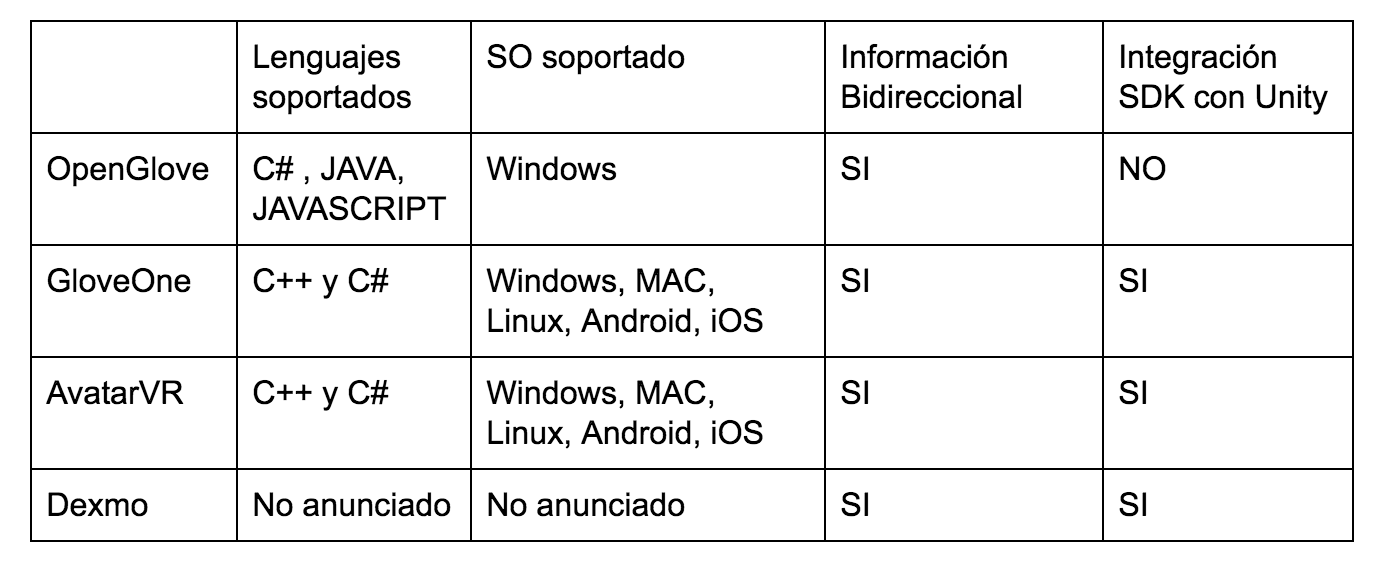 Lenguajes soportados SO soportado Información Bidireccional Integración SDK con Unity
OpenGlove C# , JAVA, JAVASCRIPT Windows SI NO
GloveOne C++ y C# Windows, MAC, Linux, Android, iOS SI SI
AvatarVR C++ y C# Windows, MAC, Linux, Android, iOS SI SI
Dexmo No anunciado No anunciado SI SI